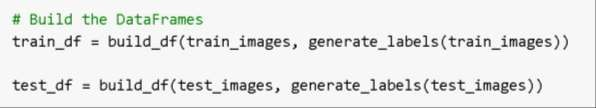 # Build the DataFrames
train_df = build_df(train_images, generate_labels(train_images))
test_df = build_df(test_images, generate_labels(test_images))